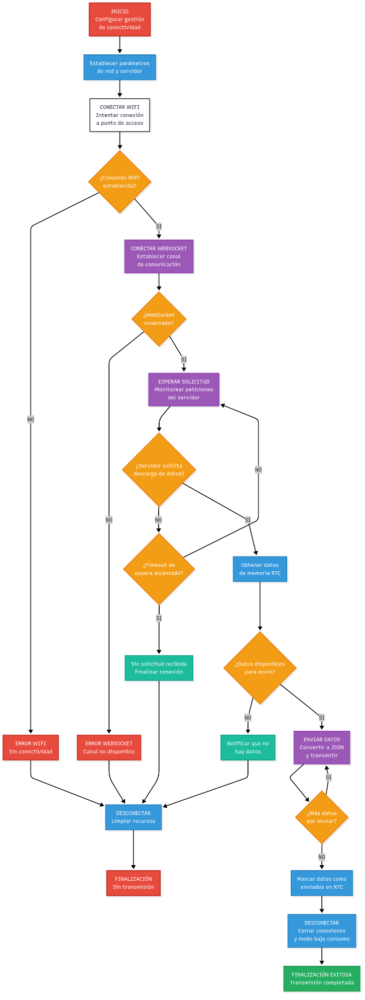 INICIO
Configurar gestión
de conectividad
Establecer parámetros
de red y servidor
CONECTAR WIFI
Intentar conexión
a punto de acceso
¿Conexión WiFi
establecida?
SI
CONECTAR WEBSOCKET
Establecer canal
de comunicación
¿WebSocket
conectado?
SI
ESPERAR SOLICITUD
Monitorear peticiones
del servidor
NO
¿Servidor solicita
descarga de datos?
NO
NO
NO
SI
¿Timeout de
espera alcanzado?
Obtener datos
de memoria RTC
SI
Sin solicitud recibida
Finalizar conexión
¿Datos disponibles
para envío?
NO
SI
ERROR WIFI
Sin conectividad
ERROR WEBSOCKET
Canal no disponible
Notificar que no
hay datos
ENVIAR DATOS
Convertir a JSON
y transmitir
SI
DESCONECTAR
Limpiar recursos
¿Más datos
por enviar?
NO
FINALIZACIÓN
Sin transmisión
Marcar datos como
enviados en RTC
DESCONECTAR
Cerrar conexiones
y modo bajo consumo
FINALIZACIÓN EXITOSA
Transmisión completada